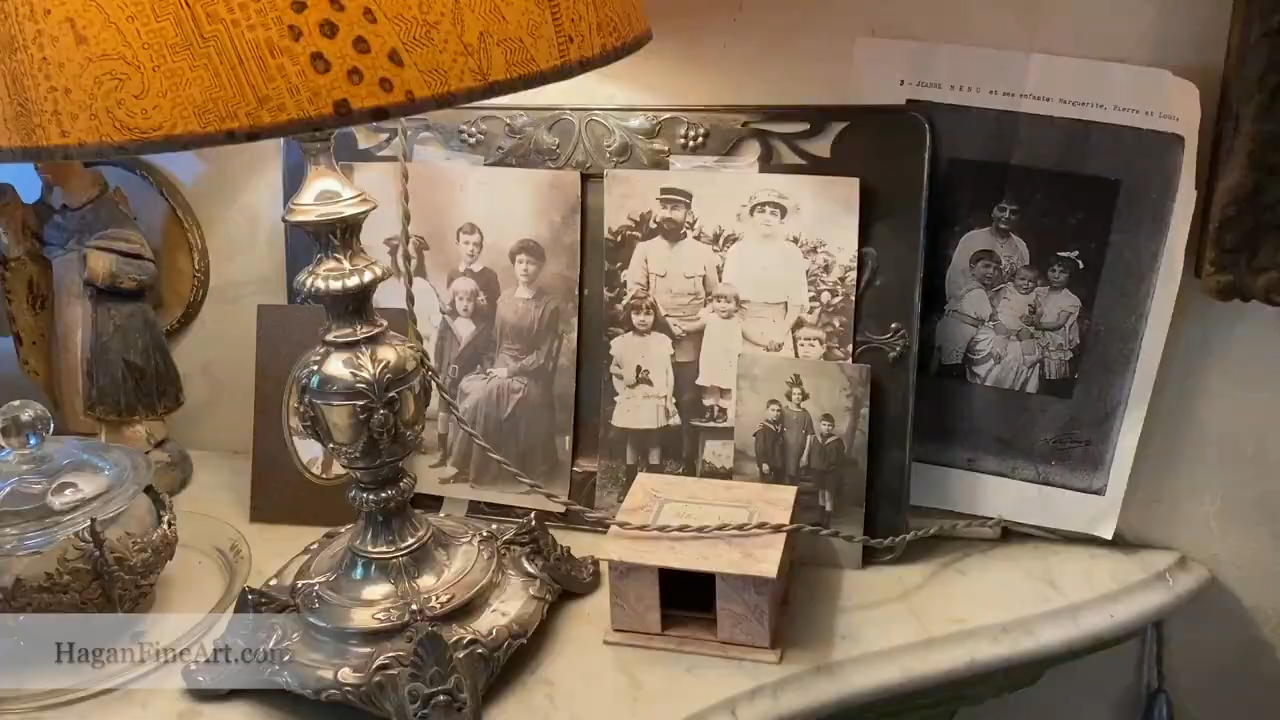 3 - JEANNE MENU et ses enfants: Marguerite, Pierre et Louis
HaganFineArt.com